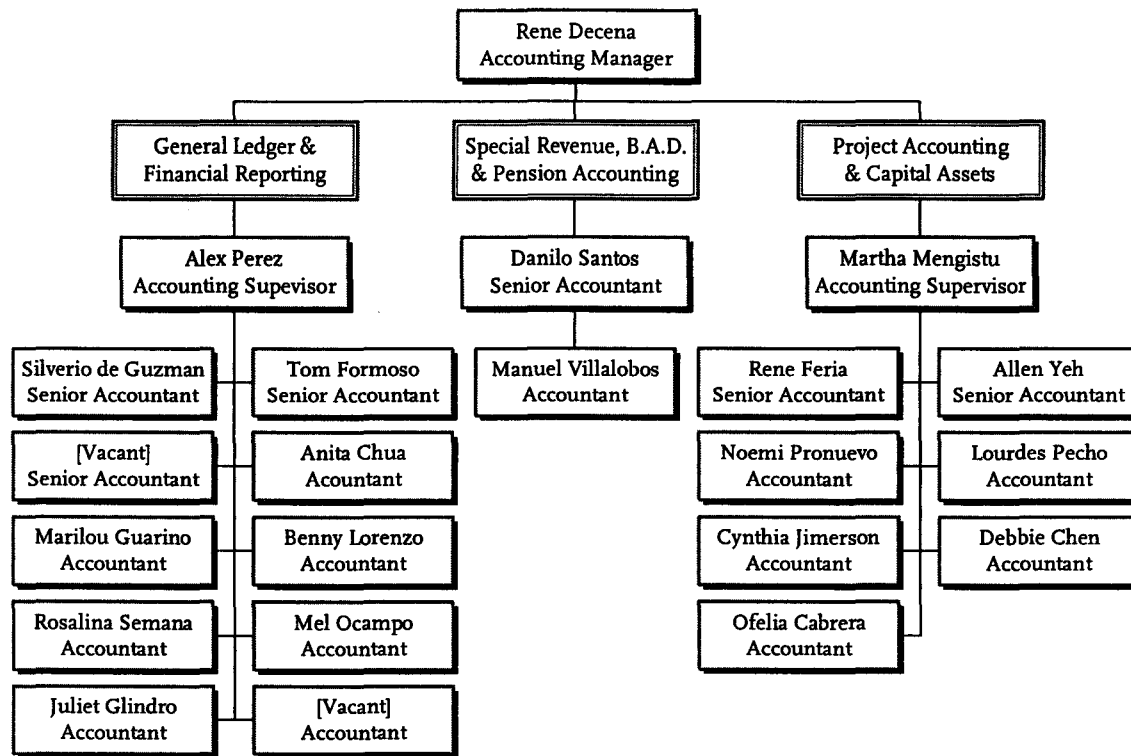 Rene Decena
Accounting Manager
General Ledger &
Financial Reporting
Special Revenue, B.A.D.
& Pension Accounting
Project Accounting
& Capital Assets
Alex Perez
Accounting Supevisor
Danilo Santos
Senior Accountant
Martha Mengistu
Accounting Supervisor
Silverio de Guzman
Senior Accountant
Tom Formoso
Senior Accountant
Manuel Villalobos
Accountant
Rene Feria
Senior Accountant
Allen Yeh
Senior Accountant
[Vacant]
Senior Accountant
Anita Chua
Acountant
Noemi Pronuevo
Accountant
Lourdes Pecho
Accountant
Marilou Guarino
Accountant
Benny Lorenzo
Accountant
Cynthia Jimerson
Accountant
Debbie Chen
Accountant
Rosalina Semana
Accountant
Mel Ocampo
Accountant
Ofelia Cabrera
Accountant
Juliet Glindro
Accountant
[Vacant]
Accountant